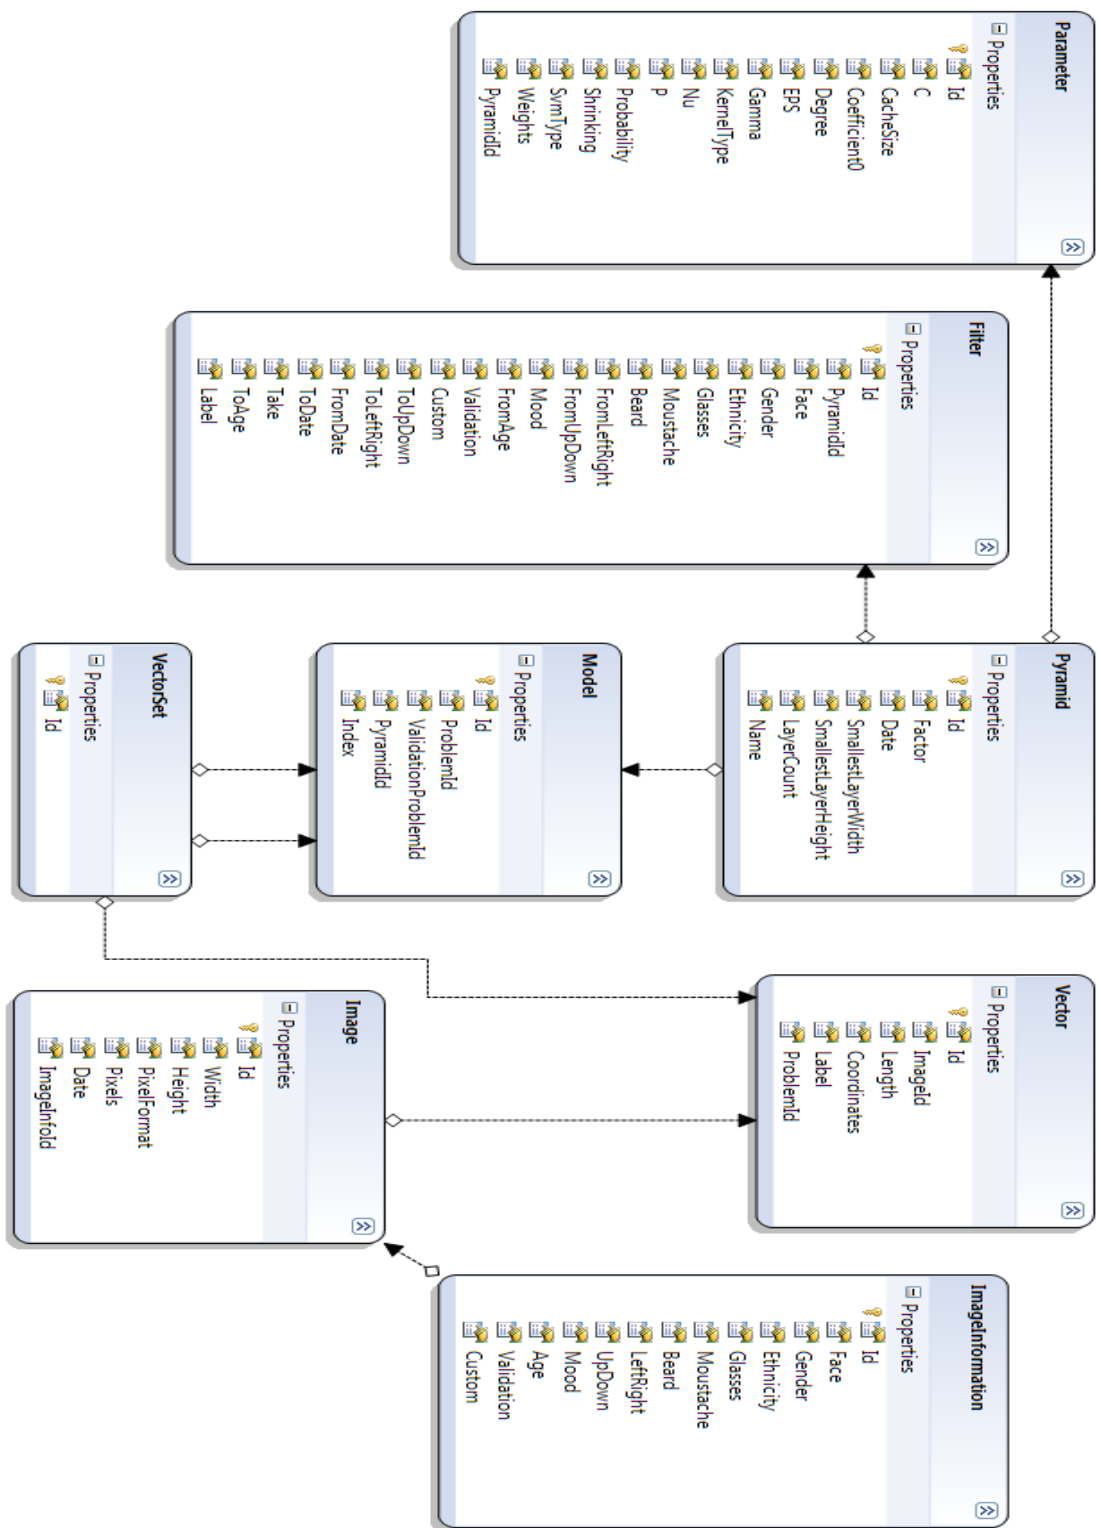 Parameter
Properties
Id
C
CacheSize
Coefficient0
Degree
EPS
Gamma
KernelType
Nu
P
Probability
Shrinking
SvmType
Weights
PyramidId
Filter
Properties
Id
PyramidId
Face
Gender
Ethnicity
Glasses
Moustache
Beard
FromLeftRight
FromUpDown
Mood
FromAge
Validation
Custom
ToUpDown
ToLeftRight
FromDate
ToDate
Take
ToAge
Label
Pyramid
Properties
Id
Factor
Date
SmallestLayerWidth
SmallestLayerHeight
LayerCount
Name
Model
Properties
Id
ProblemId
ValidationProblemId
PyramidId
Index
VectorSet
Properties
Id
Vector
Properties
Id
ImageId
Length
Coordinates
Label
ProblemId
Image
Properties
Id
Width
Height
PixelFormat
Pixels
Date
ImageInfoId
ImageInformation
Properties
Id
Face
Gender
Ethnicity
Glasses
Moustache
Beard
LeftRight
UpDown
Mood
Age
Validation
Custom